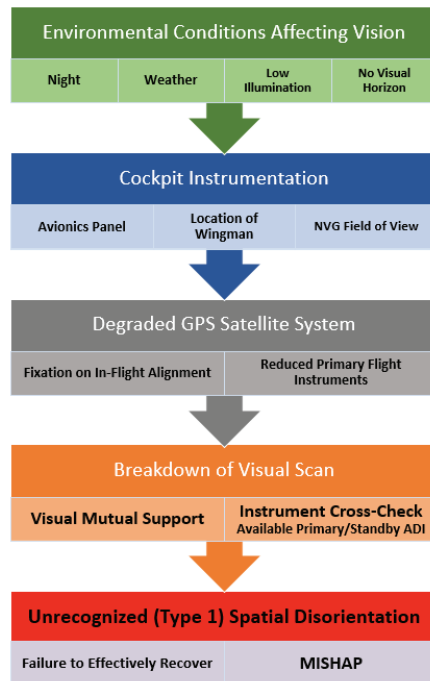 Environmental Conditions Affecting Vision
Night
Weather
Low
Illumination
No Visual
Horizon
Cockpit Instrumentation
Avionics Panel
Location of
Wingman
NVG Field of View
Degraded GPS Satellite System
Fixation on In-Flight Alignment
Reduced Primary Flight
Instruments
Breakdown of Visual Scan
Visual Mutual Support
Instrument Cross-Check
Available Primary/Standby ADI
Unrecognized (Type 1) Spatial Disorientation
Failure to Effectively Recover
MISHAP